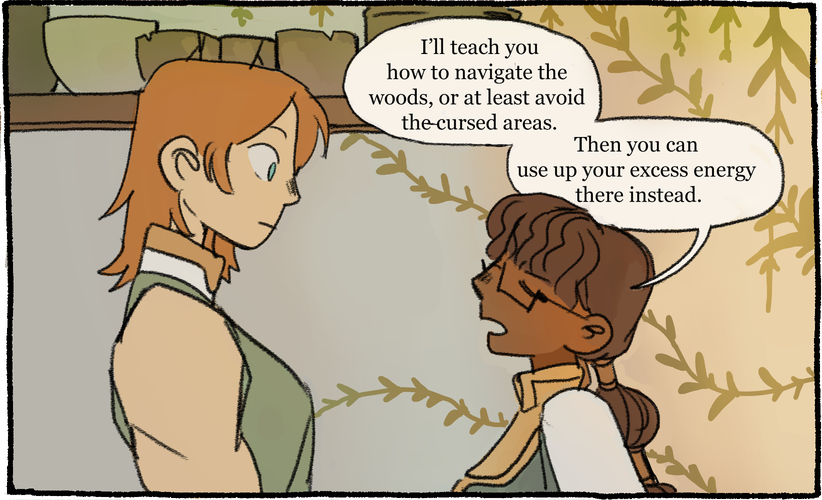 I'll teach you
how to navigate the
woods, or at least avoid
the cursed areas.
Then you can
use up your excess energy
there instead.